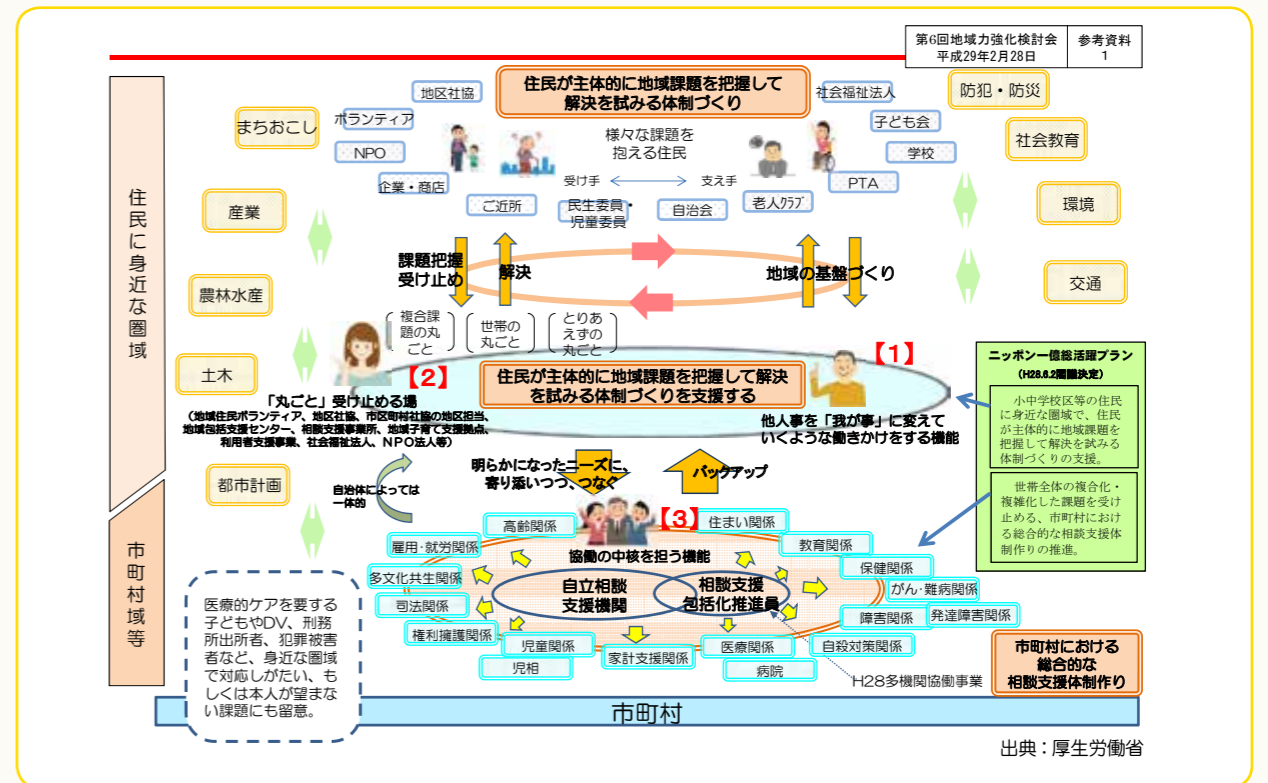 第6回地域力強化検討会
平成29年2月28日
参考資料
1
住民が主体的に地域課題を把握して
解決を試みる体制づくり
地区社協
ボランティア
まちおこし
NPO
企業・商店
ご近所
様々な課題を
抱える住民
受け手
支え手
民生委員・
児童委員
自治会
老人クラブ
社会福祉法人
子ども会
学校
PTA
防犯・防災
社会教育
環境
交通
産業
農林水産
土木
都市計画
住民に身近な圏域
課題把握
受け止め
解決
地域の基盤づくり
複合課
題の丸
ごと
世帯の
丸ごと
とりあ
えずの
丸ごと
【1】
【2】
住民が主体的に地域課題を把握して解決
を試みる体制づくりを支援する
「丸ごと」受け止める場
(地域住民ボランティア、地区社協、市区町村社協の地区担当、
地域包括支援センター、相談支援事業所、地域子育て支援拠点、
利用者支援事業、社会福祉法人、NPO法人等)
他人事を「我が事」に変えて
いくような働きかけをする機能
ニッポン一億総活躍プラン
(H28.6.2閣議決定)
小中学校区等の住民
に身近な圏域で、住民
が主体的に地域課題を
把握して解決を試みる
体制づくりの支援。
世帯全体の複合化・
複雑化した課題を受け
止める、市町村におけ
る総合的な相談支援体
制作りの推進。
自治体によっては
一体的
明らかになったニーズに、
寄り添いつつ、つなぐ
バックアップ
市町村域等
【3】
協働の中核を担う機能
自立相談
支援機関
相談支援
包括化推進員
高齢関係
住まい関係
雇用・就労関係
教育関係
多文化共生関係
保健関係
司法関係
がん・難病関係
権利擁護関係
障害関係
発達障害関係
児童関係
児相
家計支援関係
医療関係
病院
自殺対策関係
H28多機関協働事業
市町村における
総合的な
相談支援体制作り
医療的ケアを要する
子どもやDV、刑務
所出所者、犯罪被害
者など、身近な圏域
で対応しがたい、も
しくは本人が望まな
い課題にも留意。
市町村
出典：厚生労働省